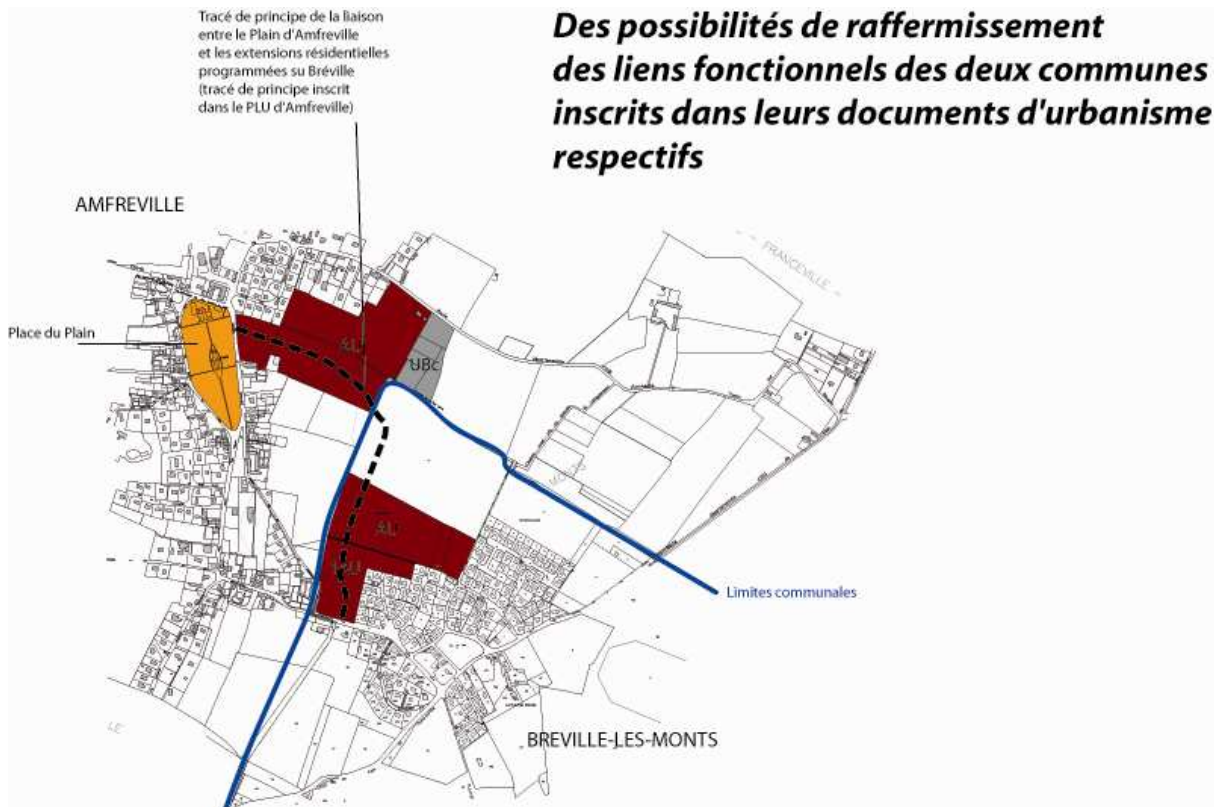 Tracé de principe de la liaison
entre le Plain d'Amfreville
et les extensions résidentielles
programmées su Bréville
(tracé de principe inscrit
dans le PLU d'Amfreville)
Des possibilités de raffermissement
des liens fonctionnels des deux communes
inscrits dans leurs documents d'urbanisme
respectifs
AMFREVILLE
FRANCEVILLE
Place du Plain
AU
UBc
AU
Limites communales
BREVILLE-LES-MONTS
LE